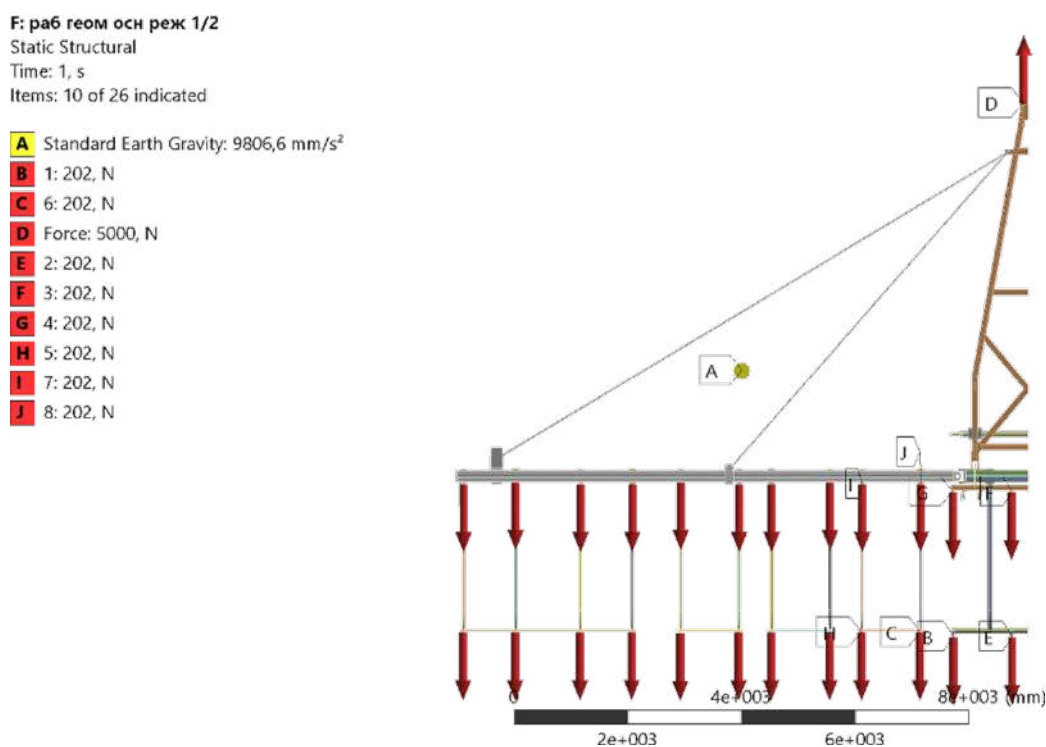 F: раб геом осн реж 1/2
Static Structural
Time: 1, s
Items: 10 of 26 indicated
A Standard Earth Gravity: 9806,6 mm/s²
B 1: 202, N
C 6: 202, N
D Force: 5000, N
E 2: 202, N
F 3: 202, N
G 4: 202, N
H 5: 202, N
I 7: 202, N
J 8: 202, N
D
A
J
I G F
H C B E
0 4e+003 8e+003 (mm)
2e+003 6e+003